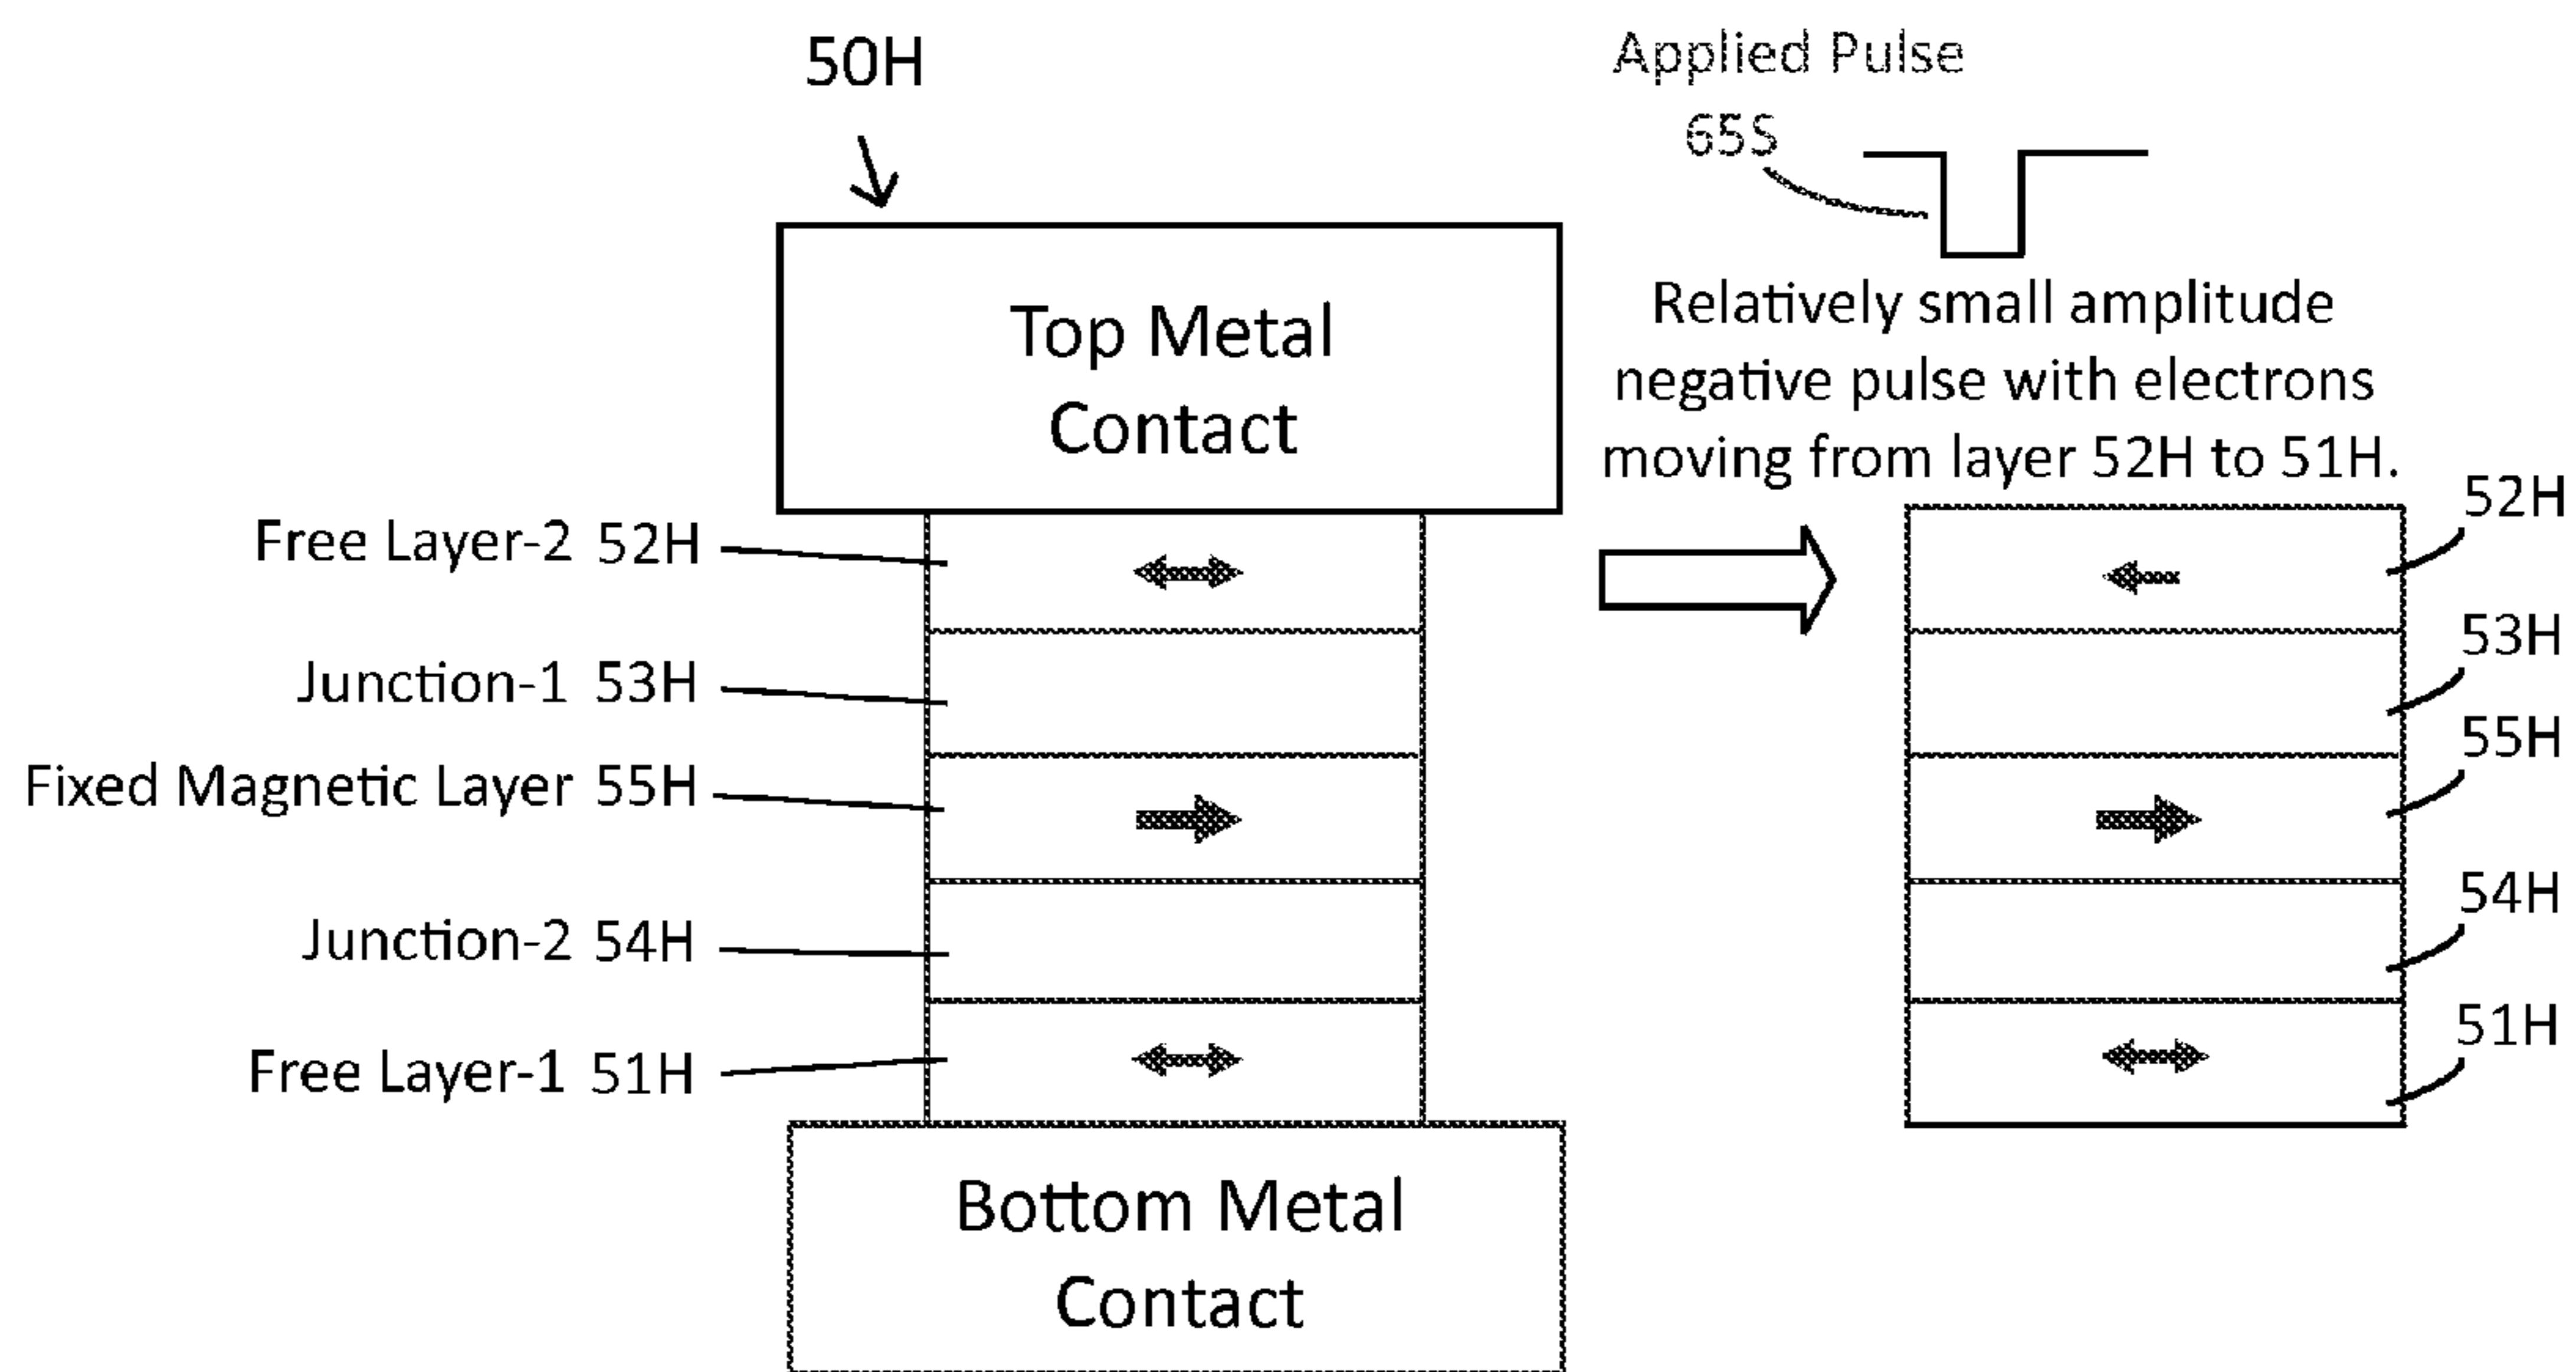 50H
Applied Pulse
65S
Relatively small amplitude
negative pulse with electrons
moving from layer 52H to 51H.
Top Metal
Contact
Free Layer-2 52H
Junction-1 53H
Fixed Magnetic Layer 55H
Junction-2 54H
Free Layer-1 51H
Bottom Metal
Contact
52H
53H
55H
54H
51H